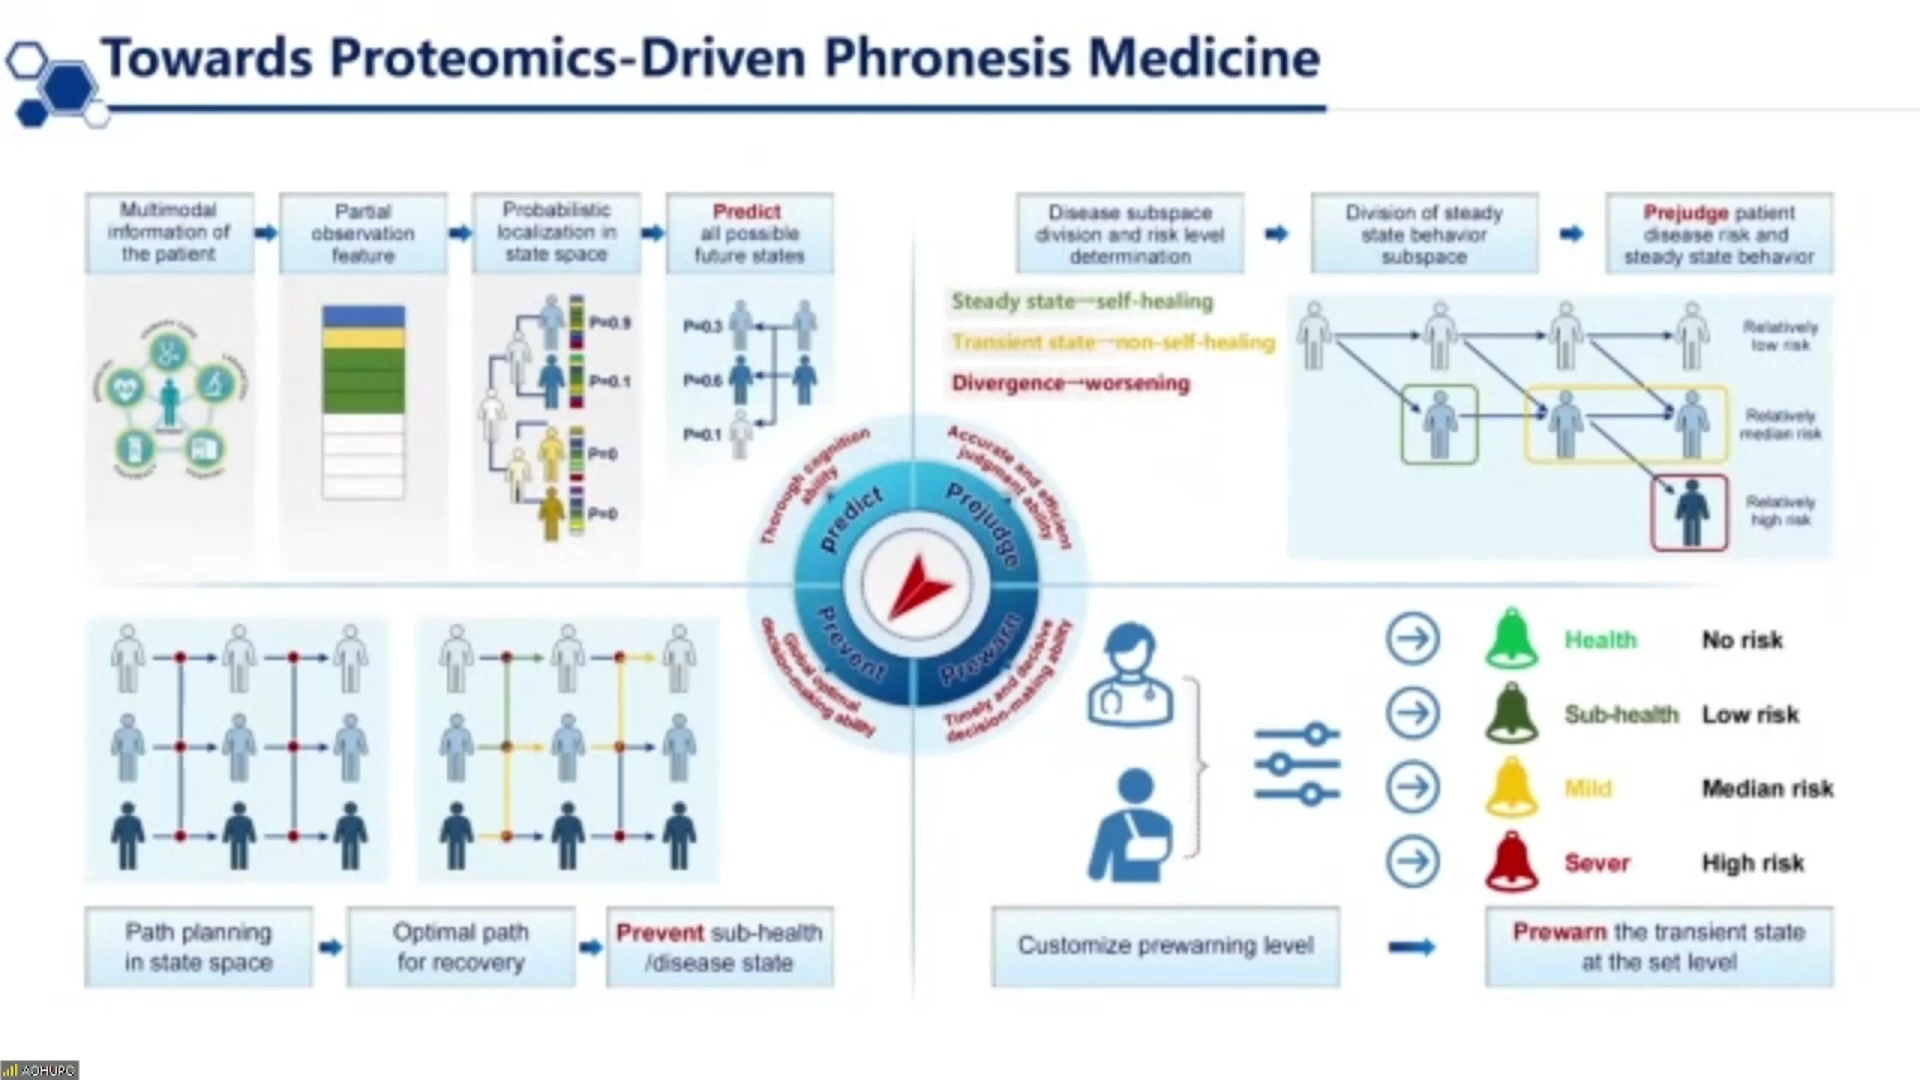 Towards Proteomics-Driven Phronesis Medicine
Multimodal
information of
the patient
Partial
observation
feature
Probabilistic
localization in
state space
Predict
all possible
future states
P=0.9
P=0.1
P=0
P=0
P=0.3
P=0.6
P=0.1
Disease subspace
division and risk level
determination
Division of steady
state behavior
subspace
Prejudge patient
disease risk and
steady state behavior
Steady state→self-healing
Transient state→non-self-healing
Divergence→worsening
Relatively
low risk
Relatively
median risk
Relatively
high risk
Thorough cognition
ability
Accurate and efficient
judgment ability
predict
Prejudge
Prevent
Prewarn
Global optimal
decision-making ability
Timely and decisive
decision-making ability
Path planning
in state space
Optimal path
for recovery
Prevent sub-health
/disease state
Health No risk
Sub-health Low risk
Mild Median risk
Sever High risk
Customize prewarning level
Prewarn the transient state
at the set level
AOHUPO